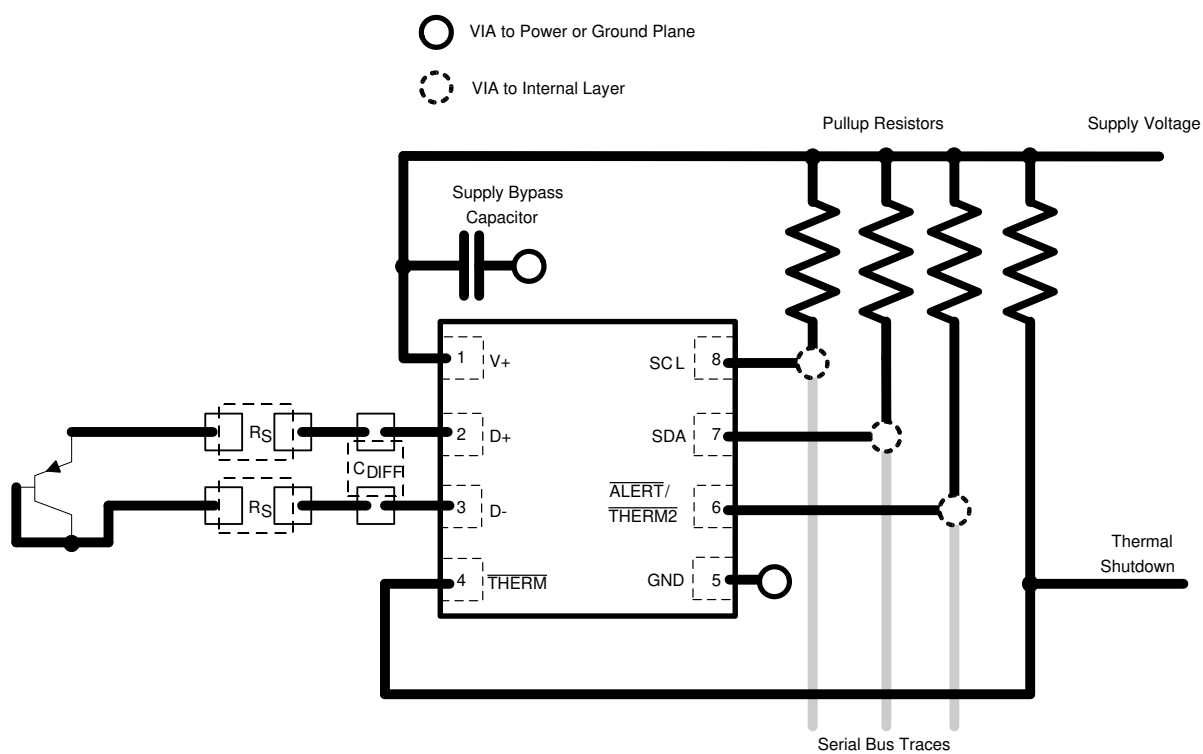 VIA to Power or Ground Plane
VIA to Internal Layer
Pullup Resistors
Supply Voltage
Supply Bypass
Capacitor
1
V+
SCL
8
RS
2
D+
SDA
7
CDIFF
RS
3
D-
ALERT/
THERM2
6
4
THERM
GND
5
Thermal
Shutdown
Serial Bus Traces